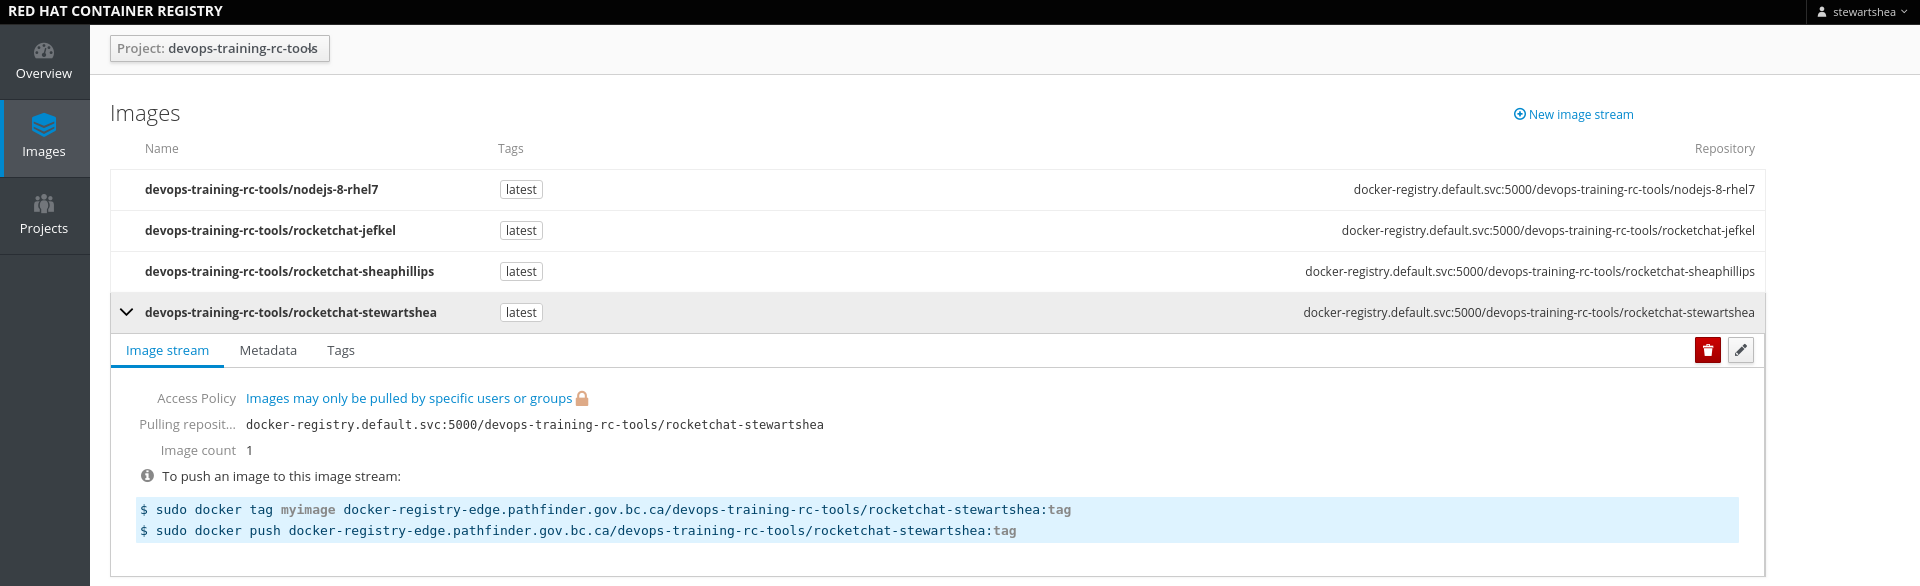 RED HAT CONTAINER REGISTRY
stewartshea
Overview
Images
Projects
Project: devops-training-rc-tools
Images
New image stream
Name Tags Repository
devops-training-rc-tools/nodejs-8-rhel7 latest docker-registry.default.svc:5000/devops-training-rc-tools/nodejs-8-rhel7
devops-training-rc-tools/rocketchat-jefkel latest docker-registry.default.svc:5000/devops-training-rc-tools/rocketchat-jefkel
devops-training-rc-tools/rocketchat-sheaphillips latest docker-registry.default.svc:5000/devops-training-rc-tools/rocketchat-sheaphillips
devops-training-rc-tools/rocketchat-stewartshea latest docker-registry.default.svc:5000/devops-training-rc-tools/rocketchat-stewartshea
Image stream Metadata Tags
Access Policy Images may only be pulled by specific users or groups
Pulling reposit... docker-registry.default.svc:5000/devops-training-rc-tools/rocketchat-stewartshea
Image count 1
To push an image to this image stream:
$ sudo docker tag myimage docker-registry-edge.pathfinder.gov.bc.ca/devops-training-rc-tools/rocketchat-stewartshea:tag
$ sudo docker push docker-registry-edge.pathfinder.gov.bc.ca/devops-training-rc-tools/rocketchat-stewartshea:tag